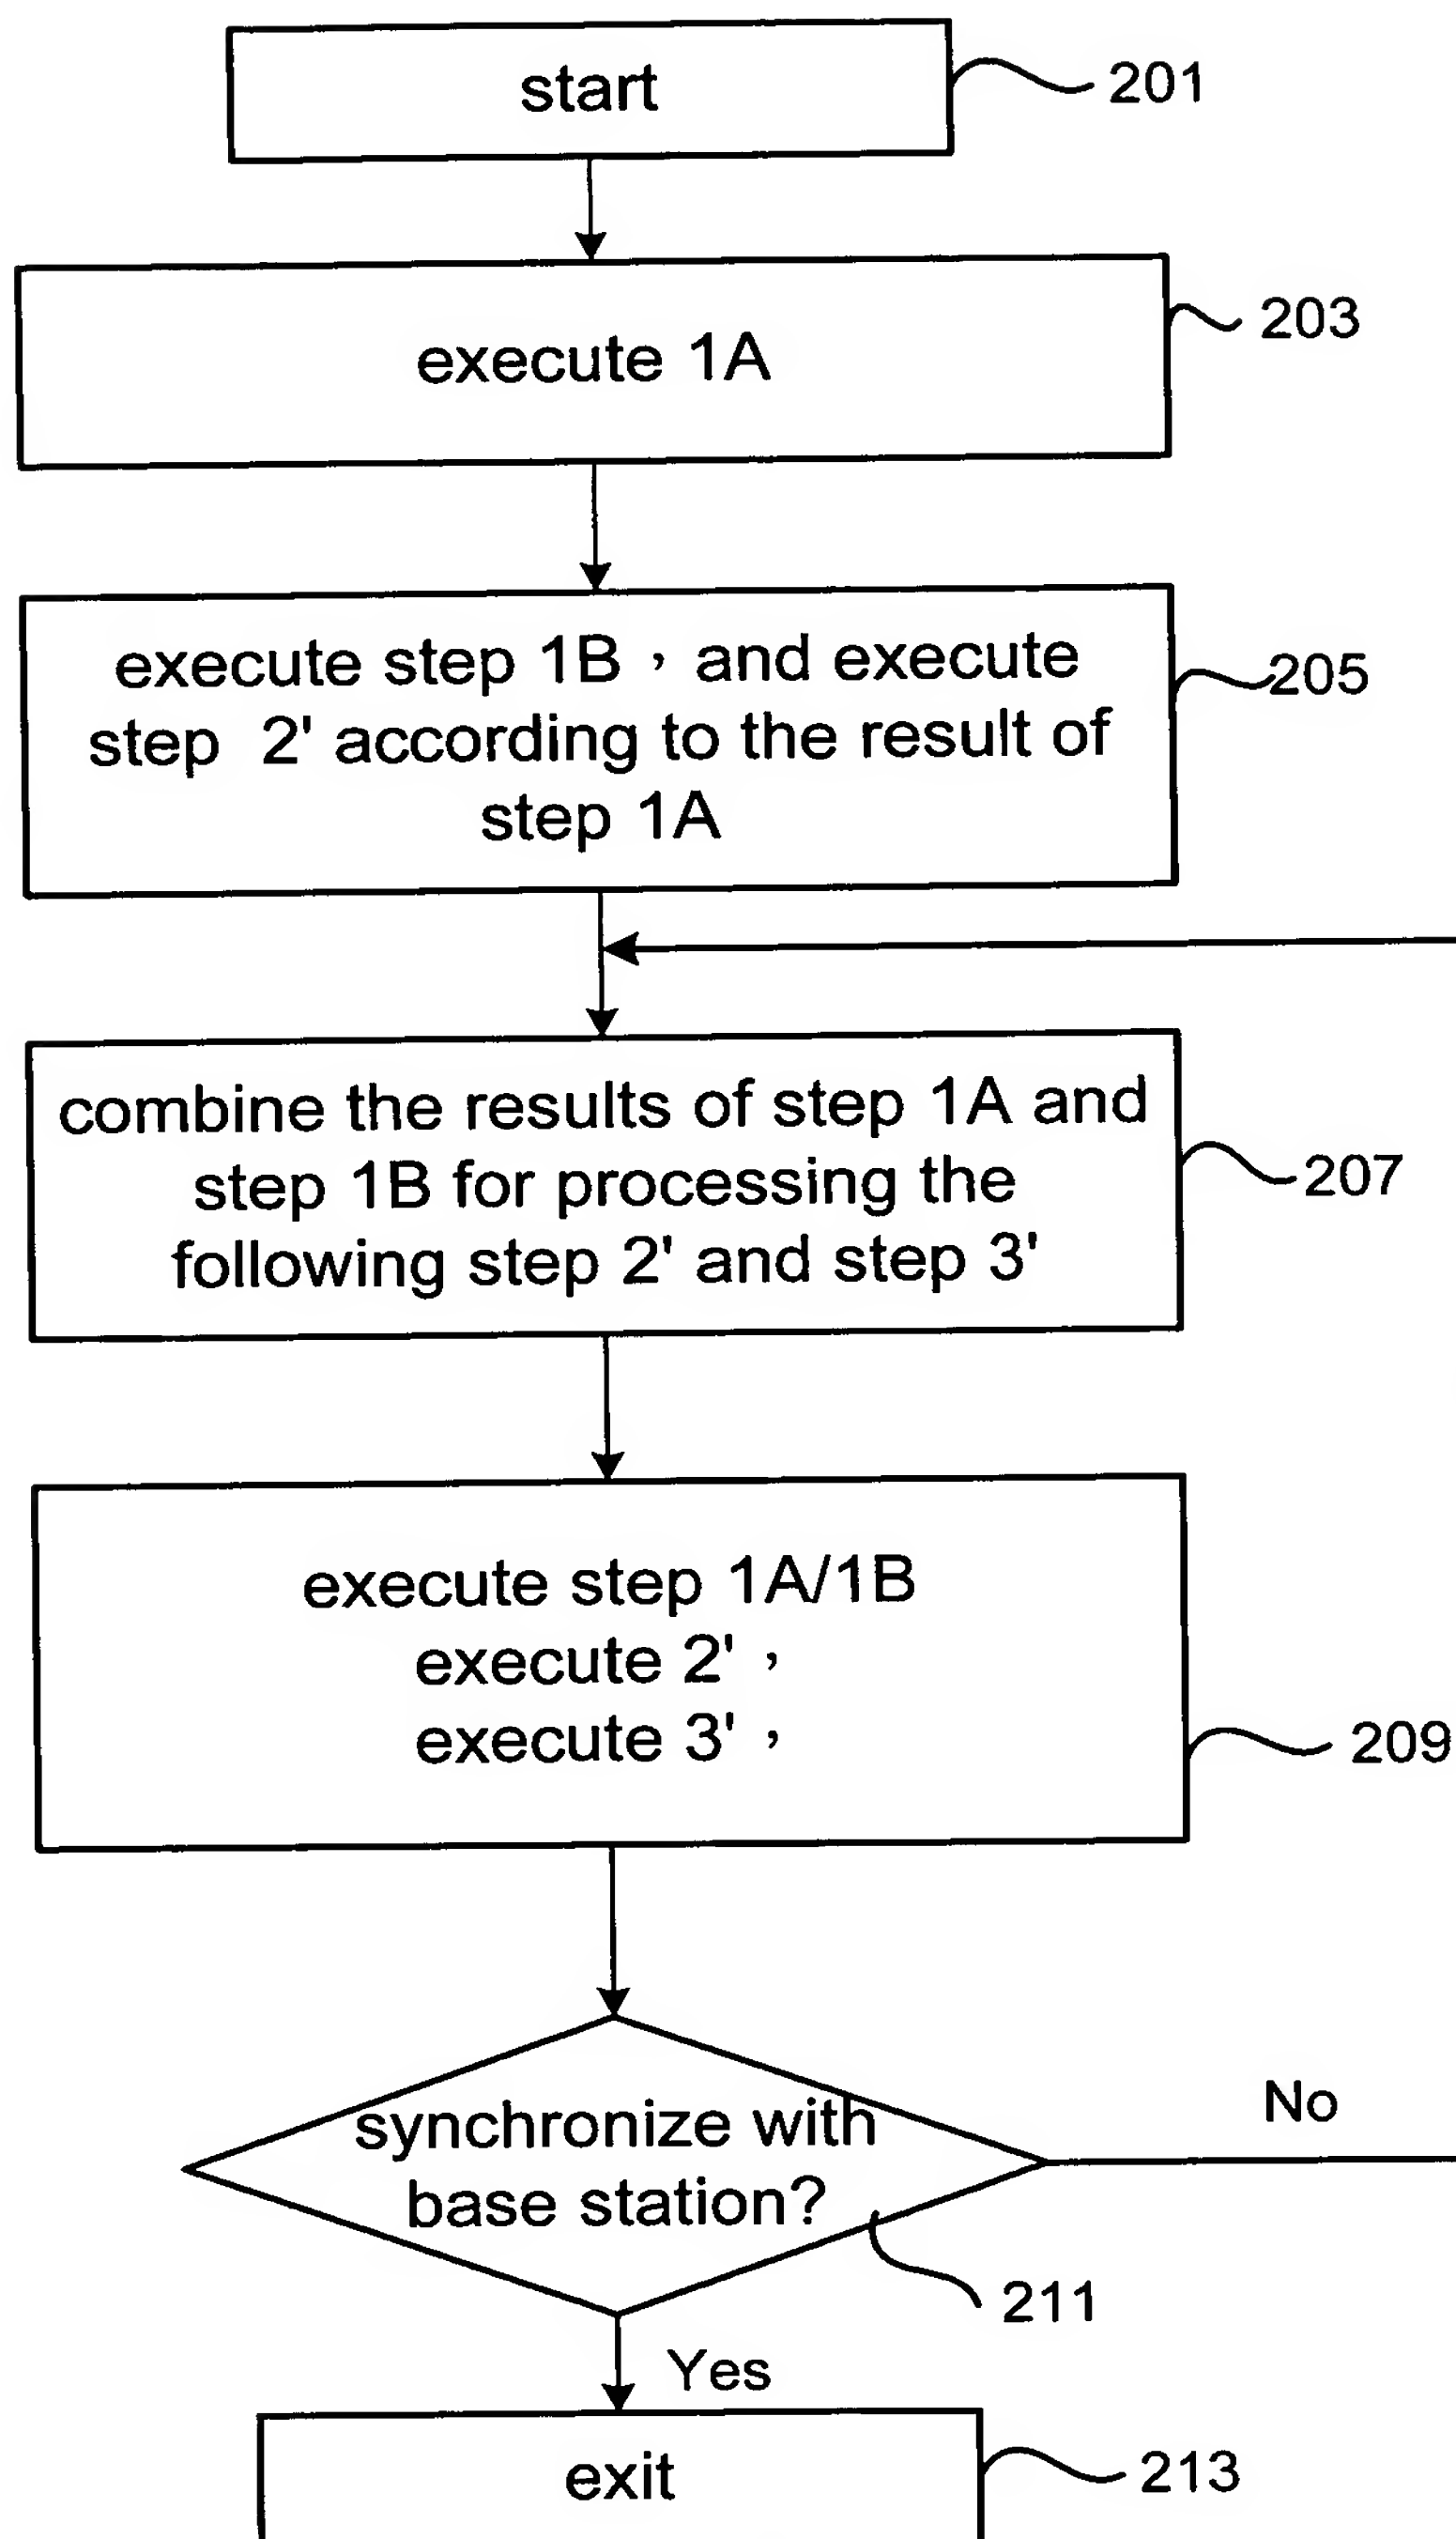 start
201
execute 1A
203
execute step 1B , and execute
step 2' according to the result of
step 1A
205
combine the results of step 1A and
step 1B for processing the
following step 2' and step 3'
207
execute step 1A/1B
execute 2' ,
execute 3' ,
209
synchronize with
base station?
No
211
Yes
exit
213